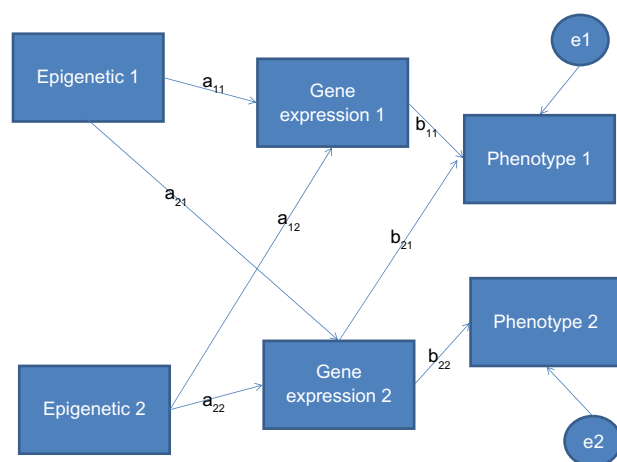 e1
Epigenetic 1
a₁₁
Gene
expression 1
b₁₁
Phenotype 1
a₂₁
a₁₂
b₂₁
Phenotype 2
Epigenetic 2
a₂₂
Gene
expression 2
b₂₂
e2